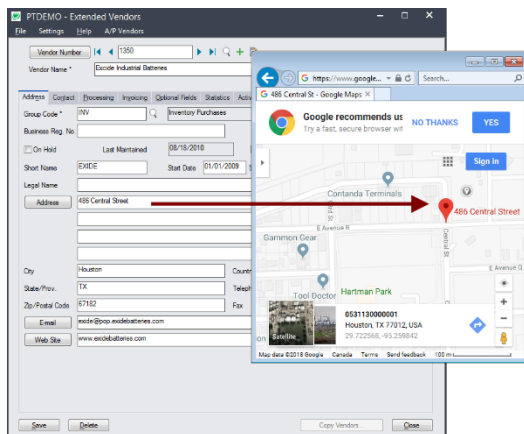 PTDEMO - Extended Vendors
File Settings Help A/P Vendors
Vendor Number 1350
Vendor Name * Exide Industrial Batteries
Address Contact Processing Invoicing Optional Fields Statistics Activ
Group Code * INV Inventory Purchases
Business Reg. No.
On Hold Last Maintained 08/18/2010
Short Name EXIDE Start Date 01/01/2009
Legal Name
Address 486 Central Street
City Houston Countr
State/Prov. TX Teleph
Zip/Postal Code 67182 Fax
E-mail exide@pop.exidebatteries.com
Web Site www.exidebatteries.com
Save Delete Copy Vendors... Close
https://www.google... Search...
486 Central St - Google Maps
Google recommends us
Try a fast, secure browser wit
NO THANKS YES
Sign in
Contanda Terminals
486 Central Street
E Avenue R
Central St
Gammon Gear
E Avenue Q
Hartman Park
Tool Doctor
Satellite
0531130000001
Houston, TX 77012, USA
29.722568, -95.259842
Map data ©2018 Google Canada Terms Send feedback 100 m